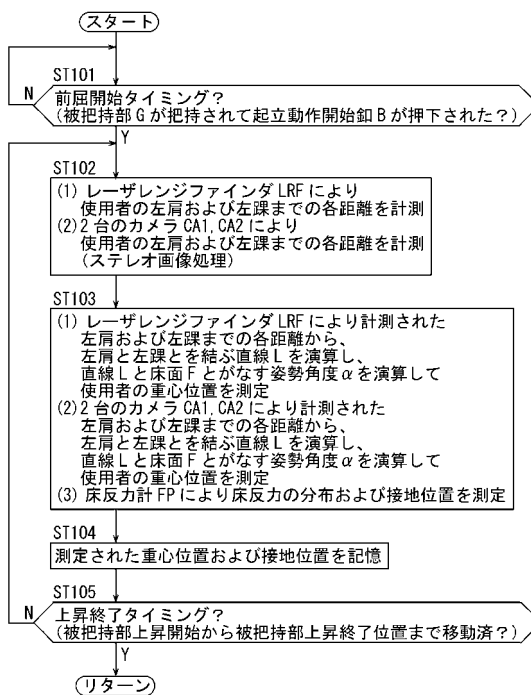 スタート
ST101
N
前屈開始タイミング？
(被把持部Gが把持されて起立動作開始釦Bが押下された？)
Y
ST102
(1) レーザレンジファインダLRFにより
使用者の左肩および左踝までの各距離を計測
(2) 2台のカメラCA1, CA2により
使用者の左肩および左踝までの各距離を計測
(ステレオ画像処理)
ST103
(1) レーザレンジファインダLRFにより計測された
左肩および左踝までの各距離から、
左肩と左踝とを結ぶ直線Lを演算し、
直線Lと床面Fとがなす姿勢角度αを演算して
使用者の重心位置を測定
(2) 2台のカメラCA1, CA2により計測された
左肩および左踝までの各距離から、
左肩と左踝とを結ぶ直線Lを演算し、
直線Lと床面Fとがなす姿勢角度αを演算して
使用者の重心位置を測定
(3) 床反力計FPにより床反力の分布および接地位置を測定
ST104
測定された重心位置および接地位置を記憶
ST105
N
上昇終了タイミング？
(被把持部上昇開始から被把持部上昇終了位置まで移動済？)
Y
リターン